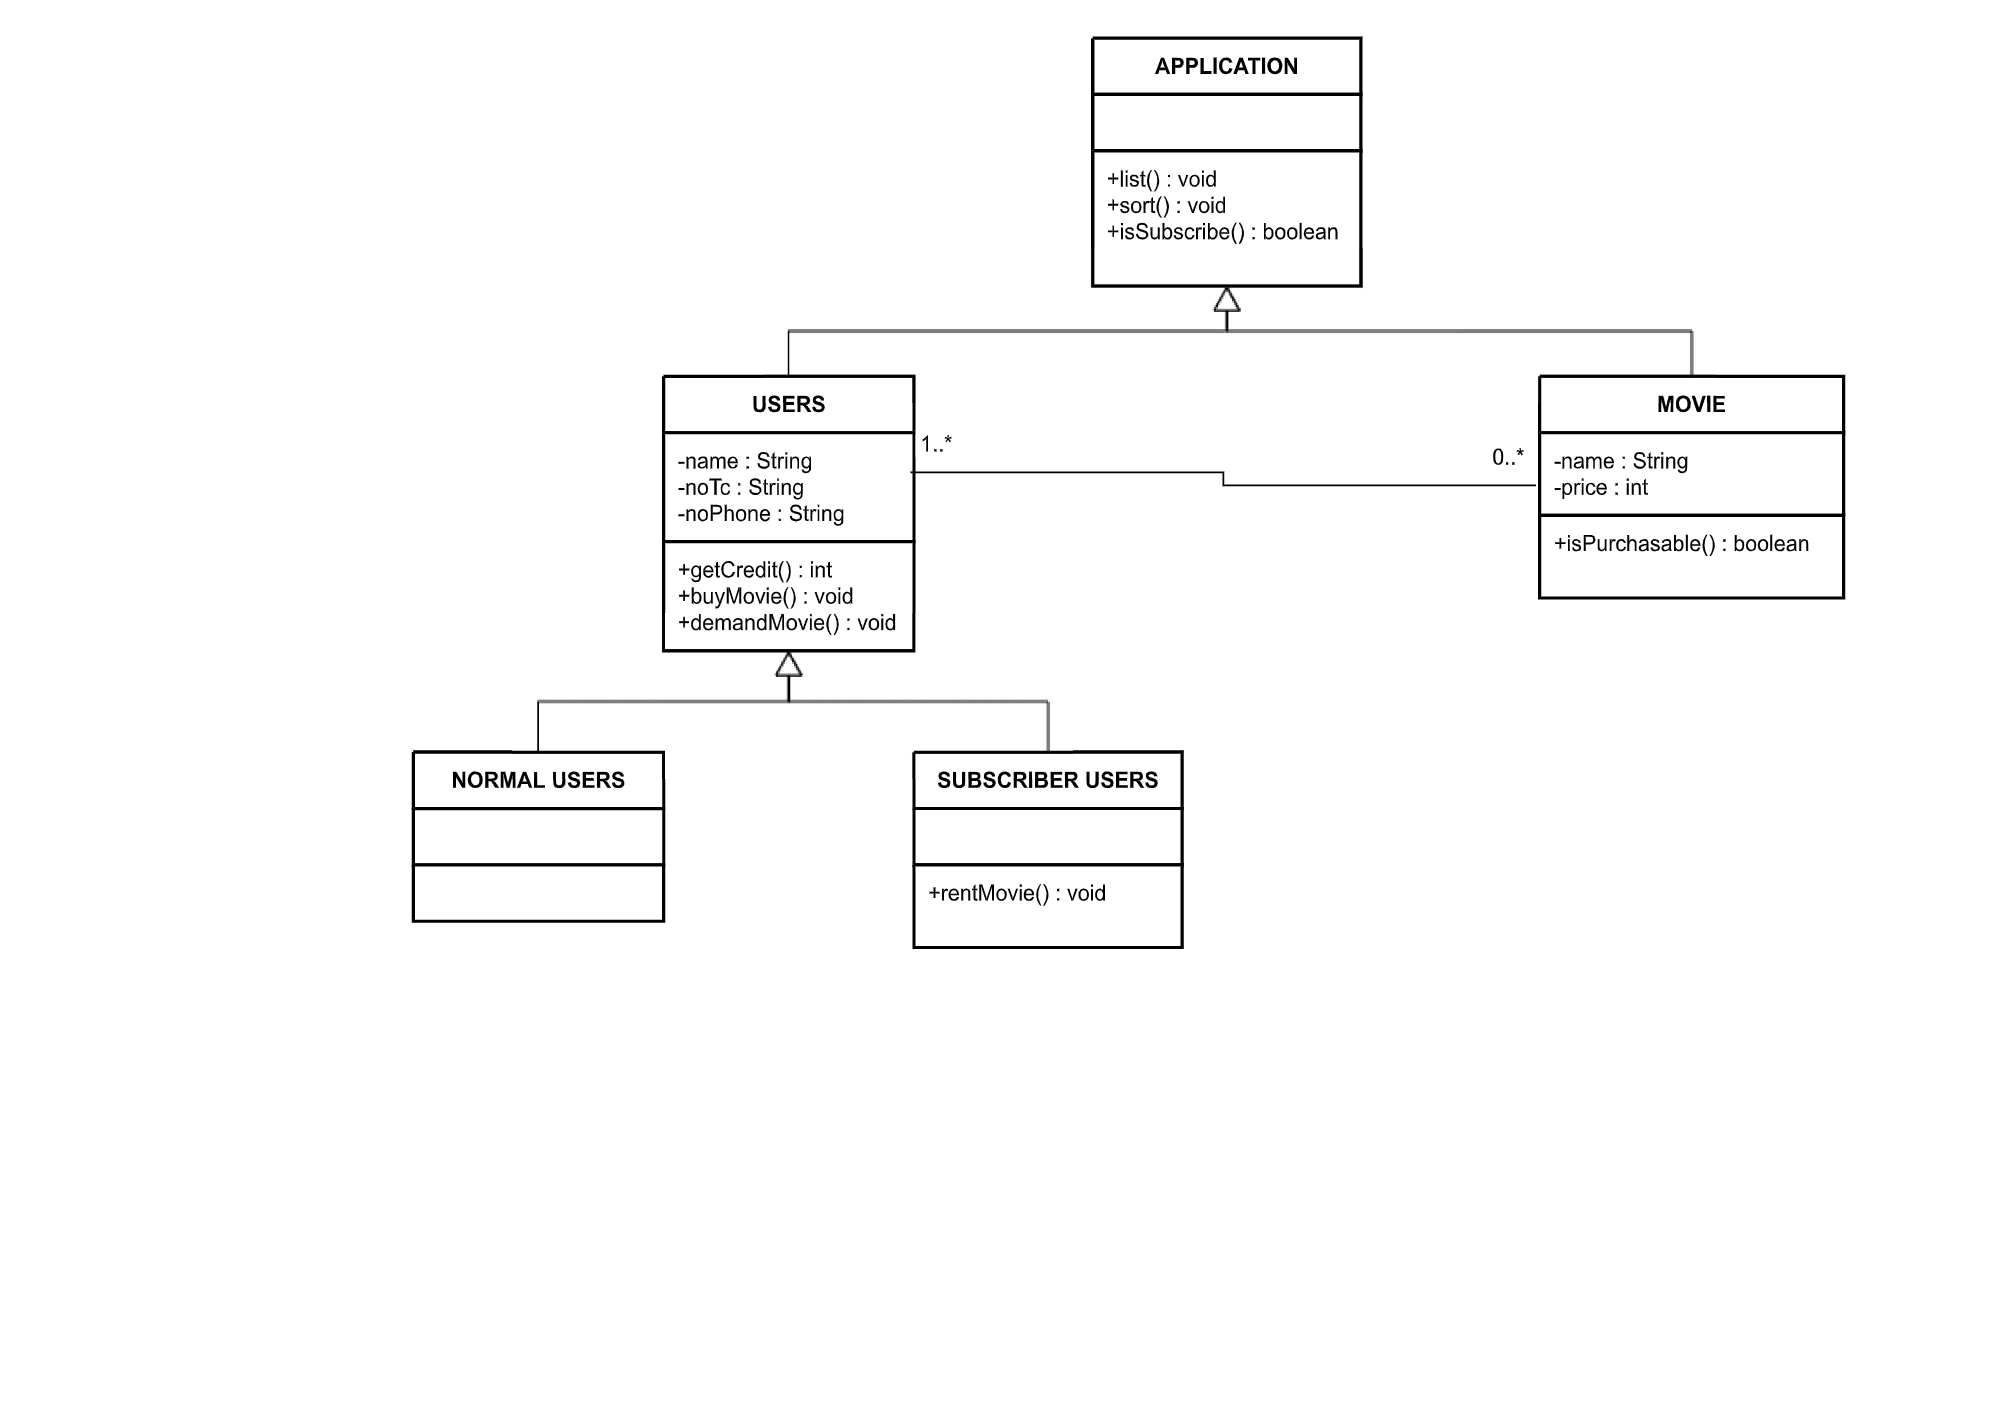 APPLICATION
+list() : void
+sort() : void
+isSubscribe() : boolean
USERS
-name : String
-noTc : String
-noPhone : String
+getCredit() : int
+buyMovie() : void
+demandMovie() : void
1..*
0..*
MOVIE
-name : String
-price : int
+isPurchasable() : boolean
NORMAL USERS
SUBSCRIBER USERS
+rentMovie() : void